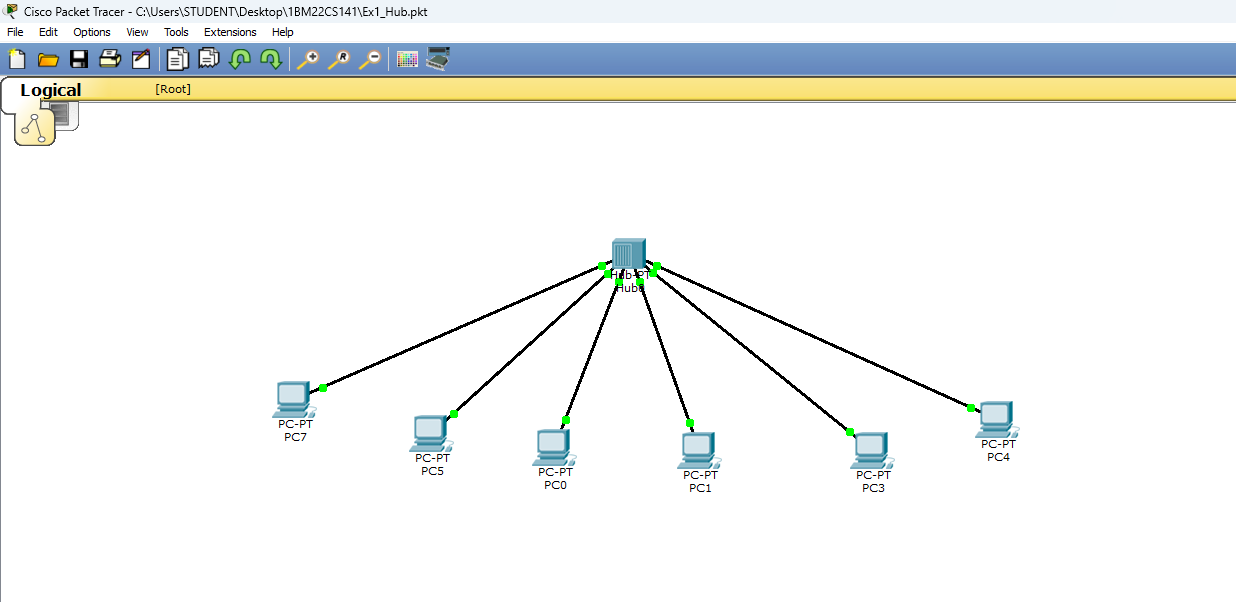 Cisco Packet Tracer - C:\Users\STUDENT\Desktop\1BM22CS141\Ex1_Hub.pkt
File Edit Options View Tools Extensions Help
Logical [Root]
Hub-PT
PC-PT
PC7
PC-PT
PC5
PC-PT
PC0
PC-PT
PC1
PC-PT
PC3
PC-PT
PC4